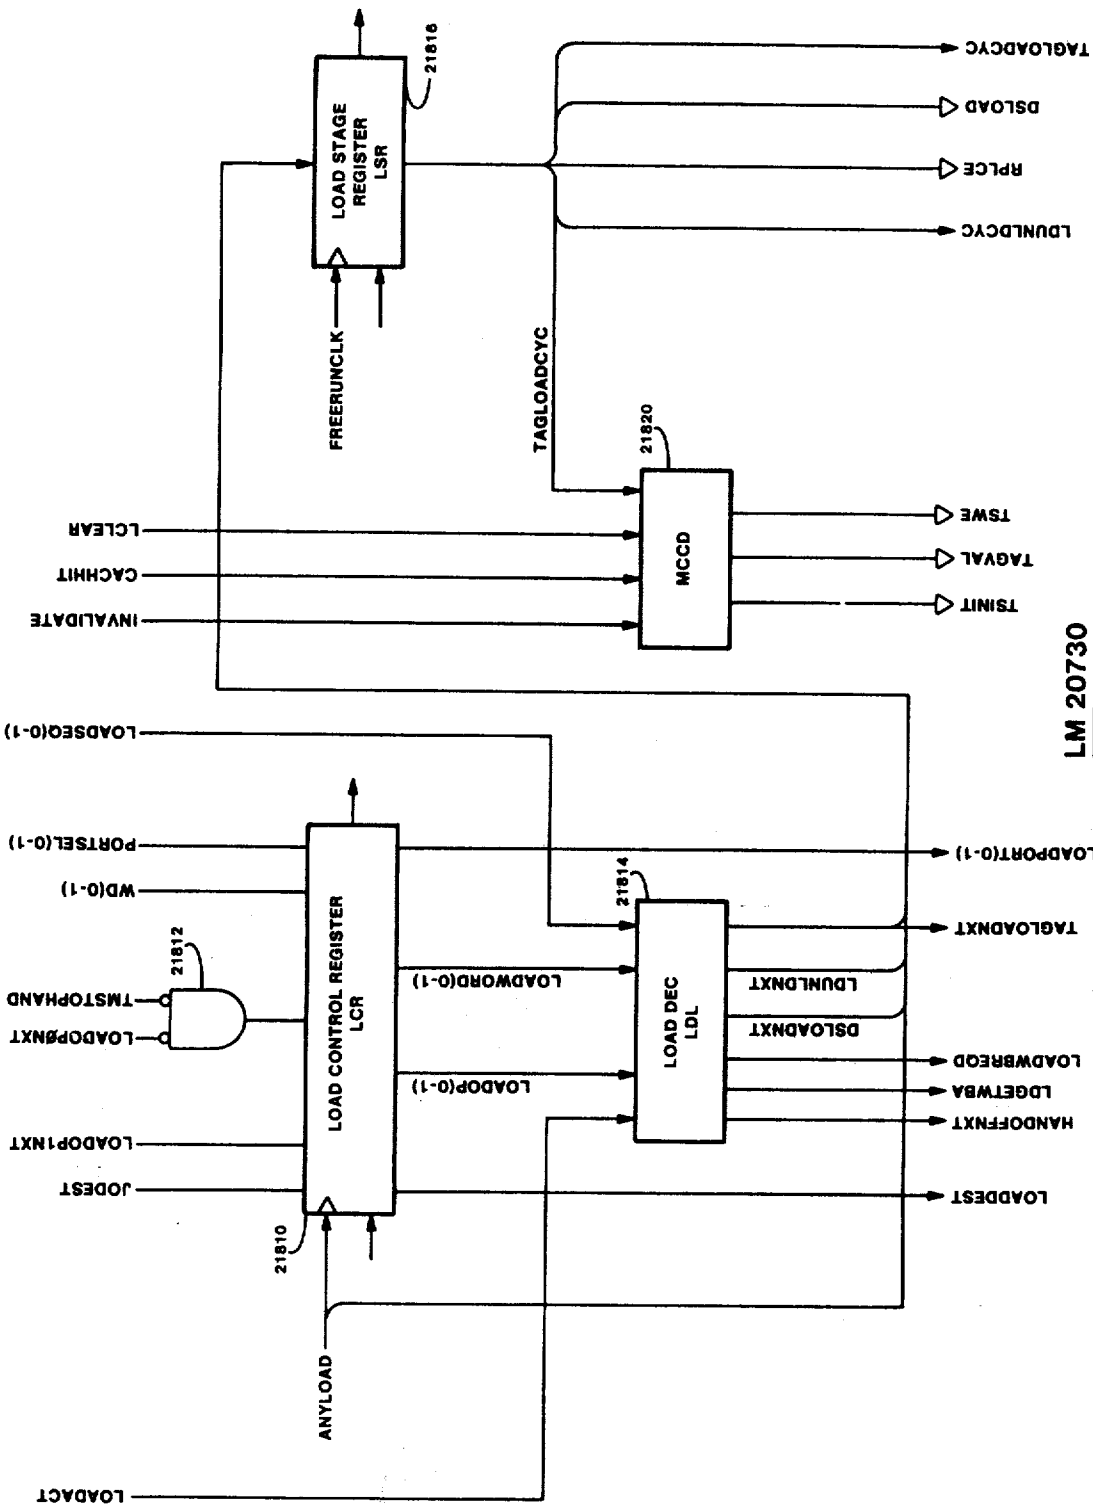 LOADACT
JODEST
LOADOP1NXT
LOADOPØNXT
TMSTOPHAND
WD(0-1)
PORTSEL(0-1)
LOADSEQ(0-1)
INVALIDATE
CACHHIT
LCLEAR
21812
ANYLOAD
21810
LOAD CONTROL REGISTER
LCR
FREERUNCLK
LOAD STAGE
REGISTER
LSR
21816
LOADOP(0-1)
LOADWORD(0-1)
TAGLOADCYC
21814
LOAD DEC
LDL
21820
MCCD
DSLOADNXT
LDUNLDNXT
LOADDEST
HANDOFFNXT
LDGETWBA
LOADWBREQD
TAGLOADNXT
LOADPORT(0-1)
TSINIT
TAGVAL
TSWE
LDUNLDCYC
RPLCE
DSLOAD
TAGLOADCYC
LM 20730